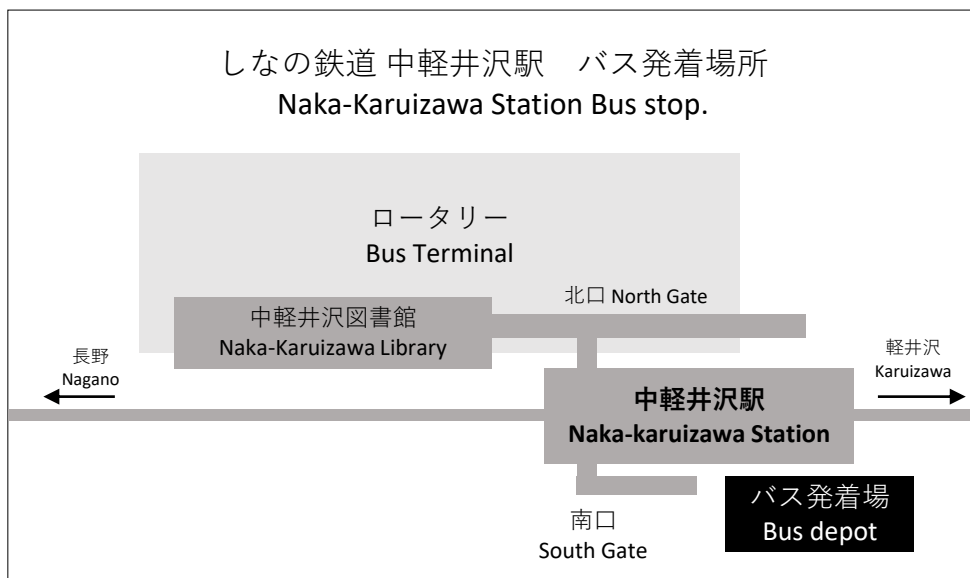 しなの鉄道 中軽井沢駅　バス発着場所
Naka-Karuizawa Station Bus stop.
ロータリー
Bus Terminal
北口 North Gate
中軽井沢図書館
Naka-Karuizawa Library
長野
Nagano
軽井沢
Karuizawa
中軽井沢駅
Naka-karuizawa Station
バス発着場
Bus depot
南口
South Gate